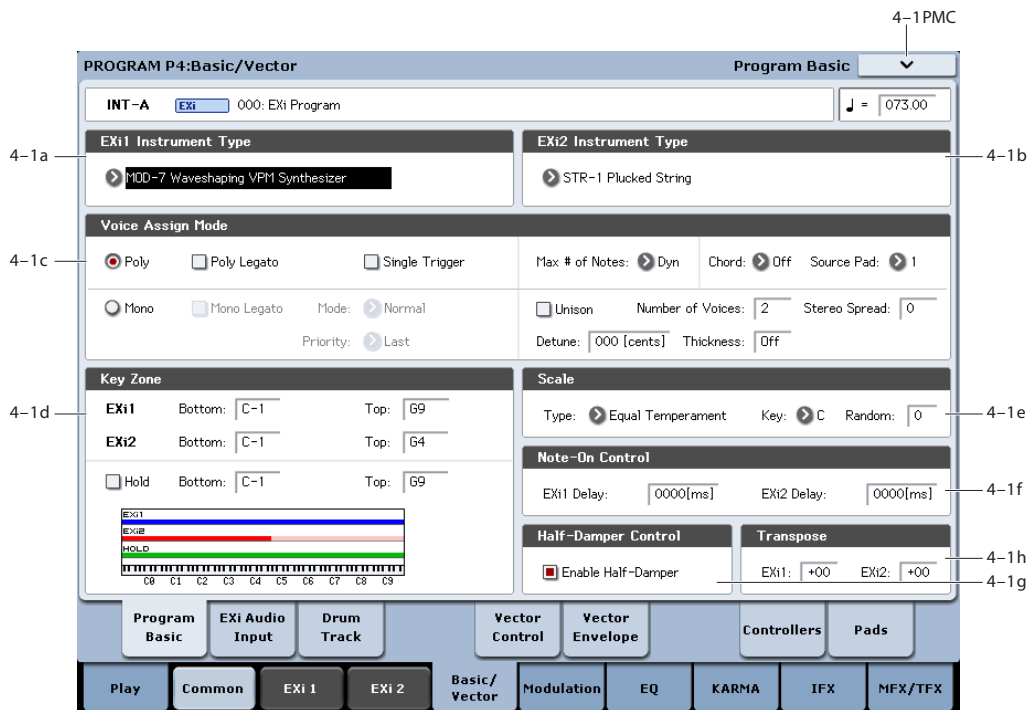 4-1PMC
PROGRAM P4:Basic/Vector Program Basic
INT-A EXi 000: EXi Program ♩ = 073.00
EXi1 Instrument Type EXi2 Instrument Type
4-1a 4-1b
MOD-7 Waveshaping VPM Synthesizer STR-1 Plucked String
Voice Assign Mode
4-1c Poly Poly Legato Single Trigger Max # of Notes: Dyn Chord: Off Source Pad: 1
Mono Mono Legato Mode: Normal Unison Number of Voices: 2 Stereo Spread: 0
Priority: Last Detune: 000 [cents] Thickness: Off
Key Zone Scale
4-1d EXi1 Bottom: C-1 Top: G9 Type: Equal Temperament Key: C Random: 0 4-1e
EXi2 Bottom: C-1 Top: G4
Note-On Control
Hold Bottom: C-1 Top: G9 EXi1 Delay: 0000[ms] EXi2 Delay: 0000[ms] 4-1f
EXi1
EXi2
HOLD
C0 C1 C2 C3 C4 C5 C6 C7 C8 C9
Half-Damper Control Transpose
4-1h
Enable Half-Damper EXi1: +00 EXi2: +00
4-1g
Program Basic EXi Audio Input Drum Track Vector Control Vector Envelope Controllers Pads
Play Common EXi 1 EXi 2 Basic/ Vector Modulation EQ KARMA IFX MFX/TFX